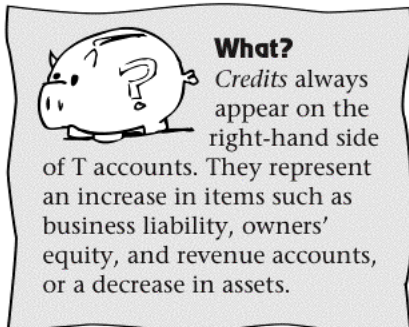 What?
Credits always
appear on the
right-hand side
of T accounts. They represent
an increase in items such as
business liability, owners'
equity, and revenue accounts,
or a decrease in assets.